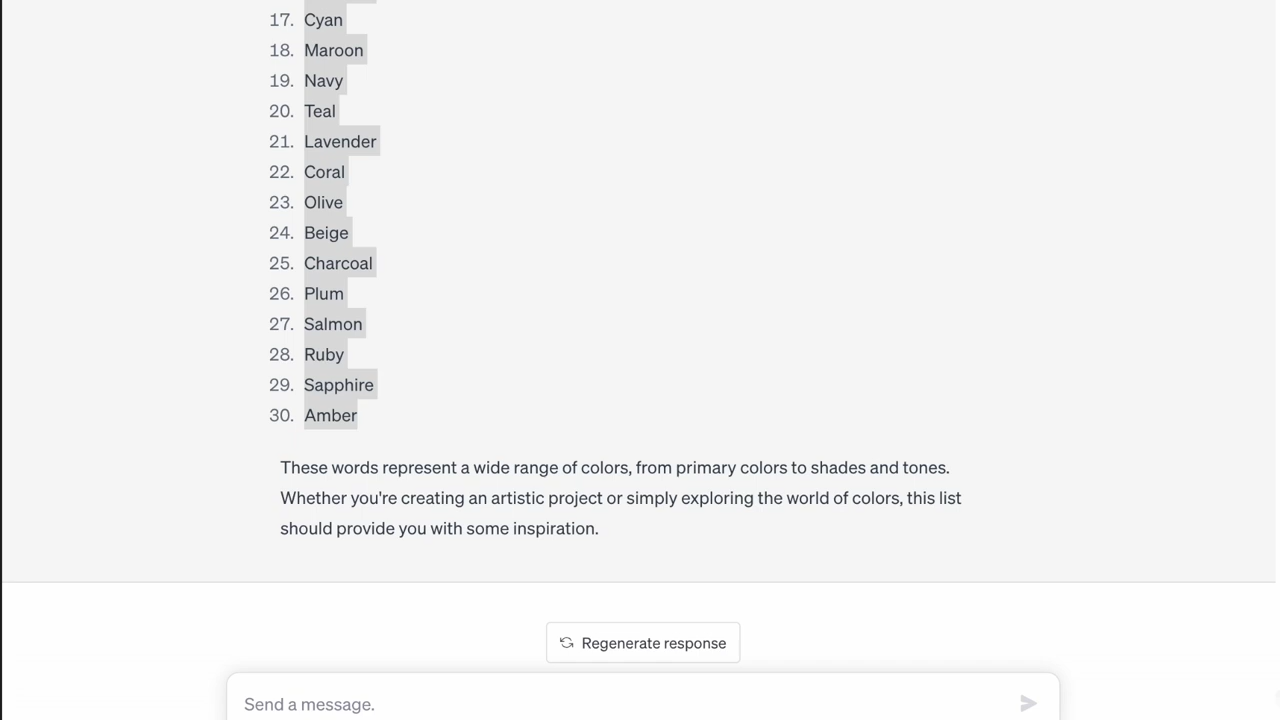 17. Cyan
18. Maroon
19. Navy
20. Teal
21. Lavender
22. Coral
23. Olive
24. Beige
25. Charcoal
26. Plum
27. Salmon
28. Ruby
29. Sapphire
30. Amber
These words represent a wide range of colors, from primary colors to shades and tones.
Whether you're creating an artistic project or simply exploring the world of colors, this list
should provide you with some inspiration.
Regenerate response
Send a message.